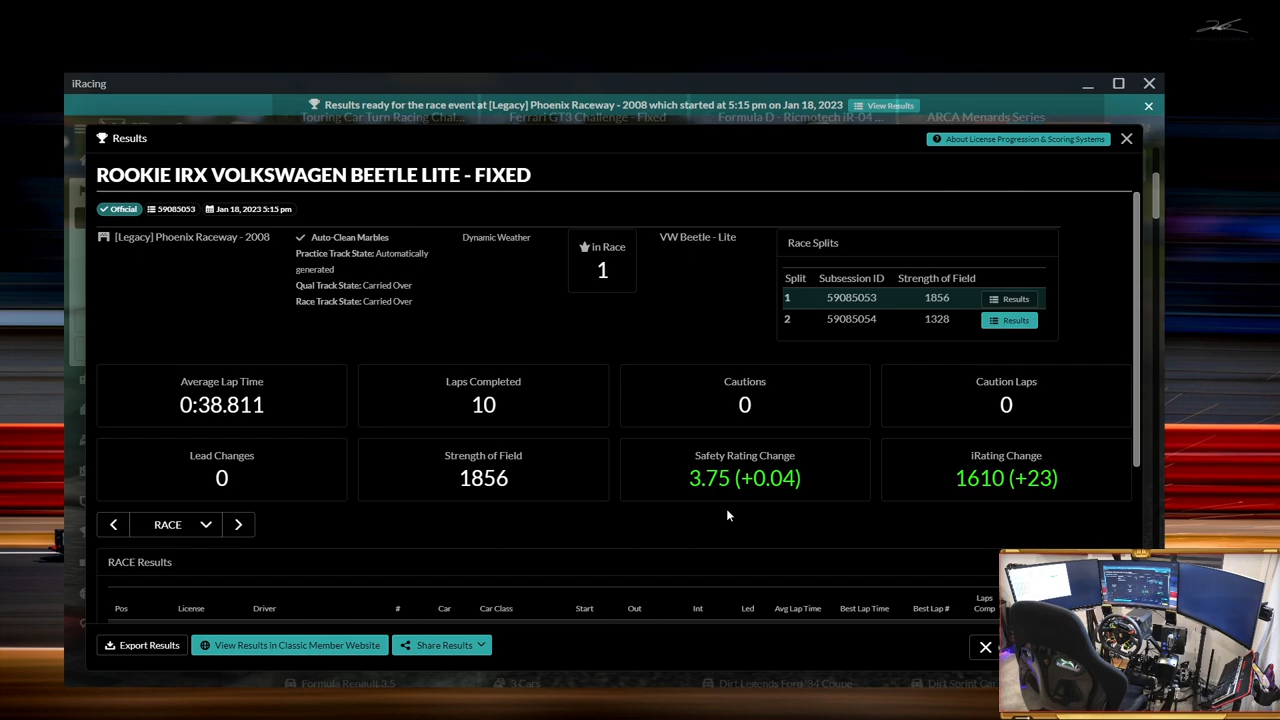 iRacing
Results ready for the race event at [Legacy] Phoenix Raceway - 2008 which started at 5:15 pm on Jan 18, 2023
View Results
Touring Car Turn Racing Chal...
Ferrari GT3 Challenge - Fixed
Formula D - Ricmotech iR-04 ...
ARCA Menards Series
Results
About License Progression & Scoring Systems
ROOKIE IRX VOLKSWAGEN BEETLE LITE - FIXED
Official 59085053 Jan 18, 2023 5:15 pm
[Legacy] Phoenix Raceway - 2008
Auto-Clean Marbles
Practice Track State: Automatically
generated
Qual Track State: Carried Over
Race Track State: Carried Over
Dynamic Weather
in Race
1
VW Beetle - Lite
Race Splits
Split Subsession ID Strength of Field
1 59085053 1856 Results
2 59085054 1328 Results
Average Lap Time
0:38.811
Laps Completed
10
Cautions
0
Caution Laps
0
Lead Changes
0
Strength of Field
1856
Safety Rating Change
3.75 (+0.04)
iRating Change
1610 (+23)
RACE
RACE Results
Pos License Driver # Car Car Class Start Out Int Led Avg Lap Time Best Lap Time Best Lap # Laps
Comp
Export Results
View Results in Classic Member Website
Share Results
Formula Renault 3.5
3 Cars
Dirt Legends Ford '34 Coupe
Dirt Sprint Car